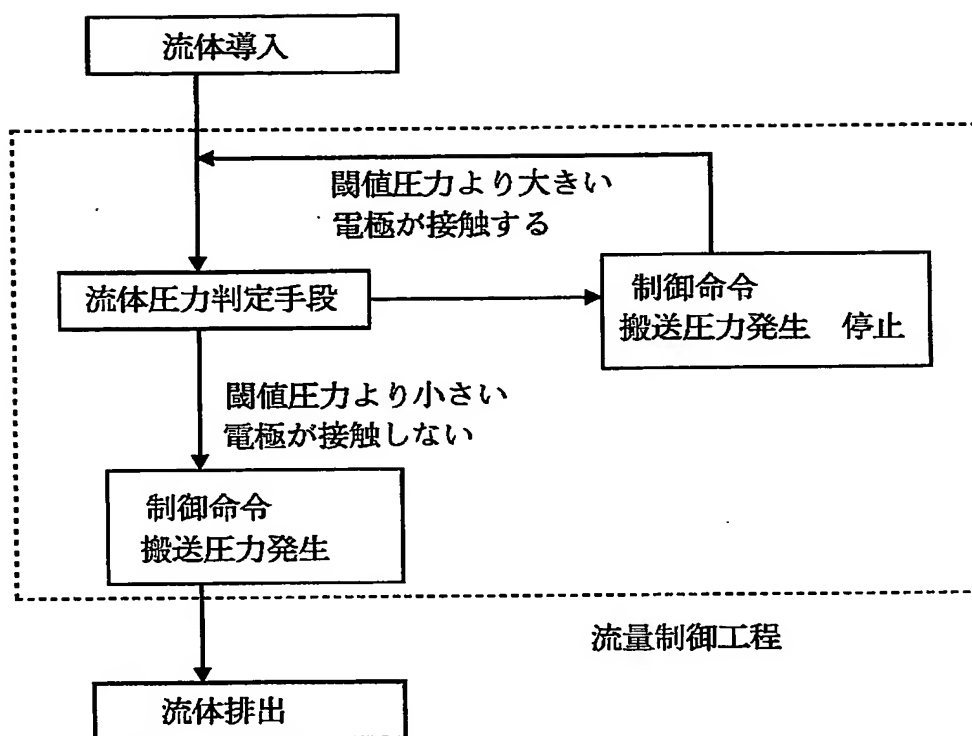 流体導入
閾値圧力より大きい
電極が接触する
流体圧力判定手段
制御命令
搬送圧力発生　停止
閾値圧力より小さい
電極が接触しない
制御命令
搬送圧力発生
流量制御工程
流体排出